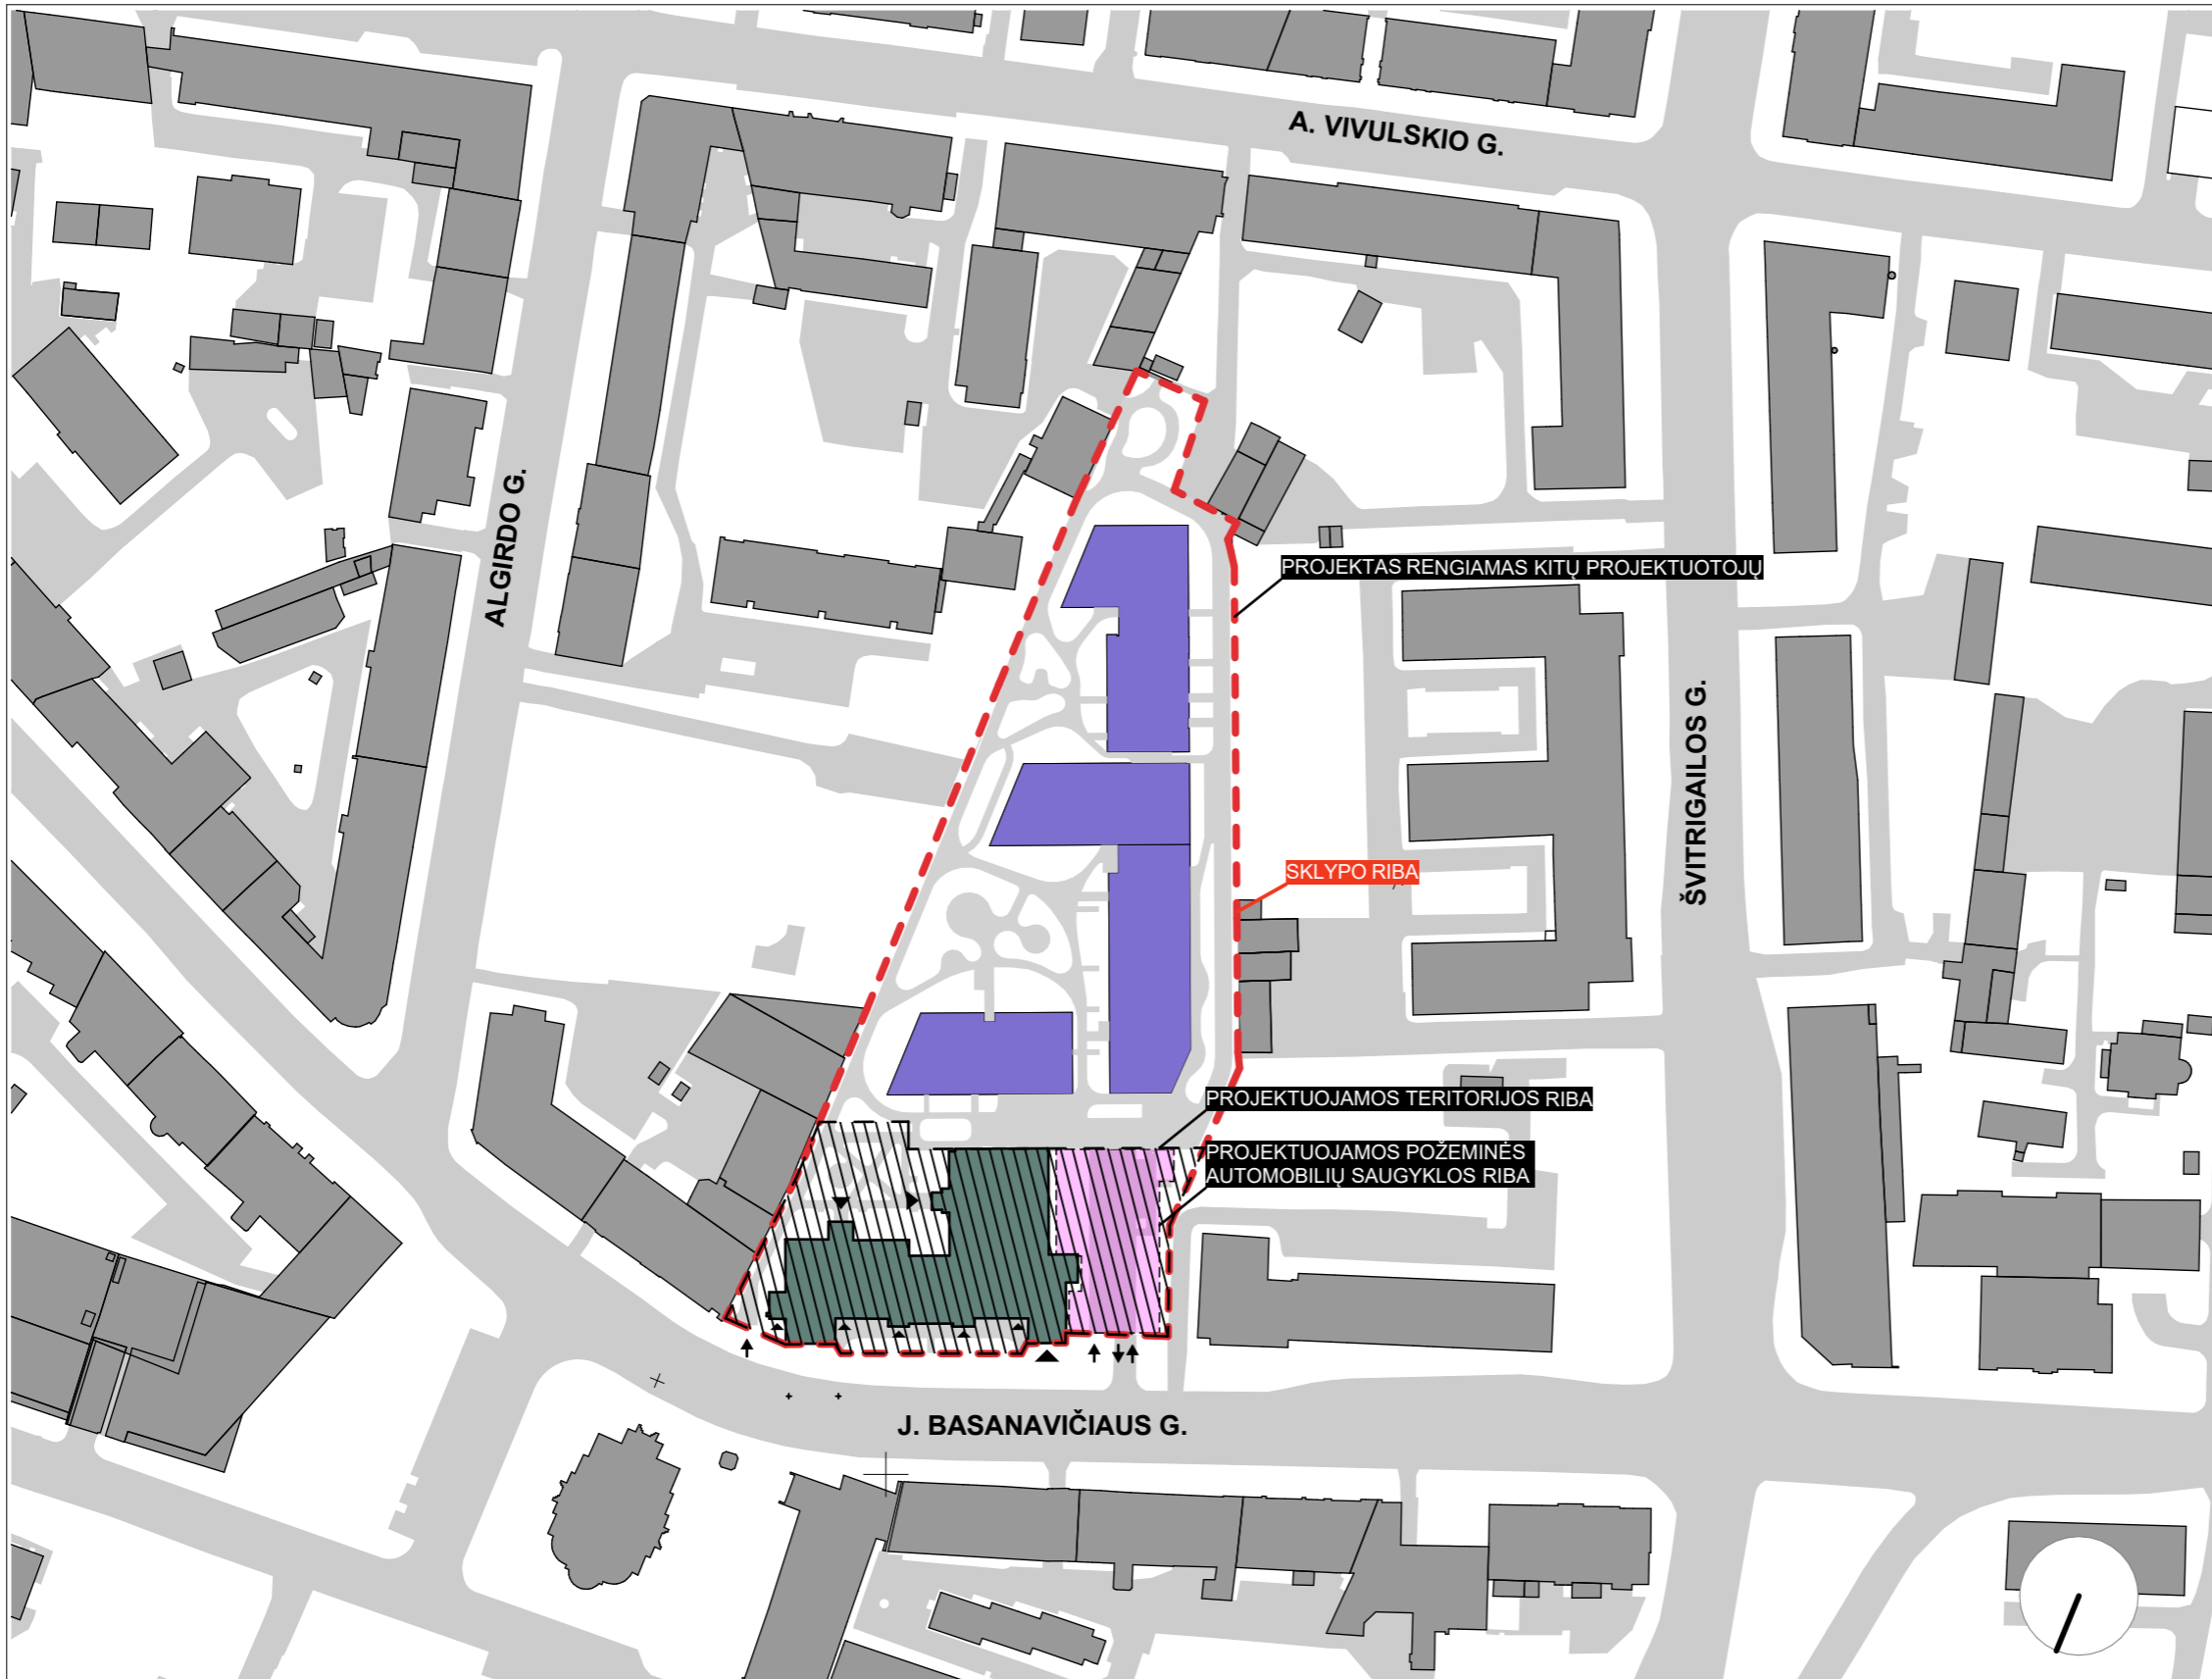 A. VIVULSKIO G.
ALGIRDO G.
PROJEKTAS RENGIAMAS KITŲ PROJEKTUOTOJŲ
ŠVITRIGAILOS G.
SKLYPO RIBA
PROJEKTUOJAMOS TERITORIJOS RIBA
PROJEKTUOJAMOS POŽEMINĖS
AUTOMOBILIŲ SAUGYKLOS RIBA
J. BASANAVIČIAUS G.